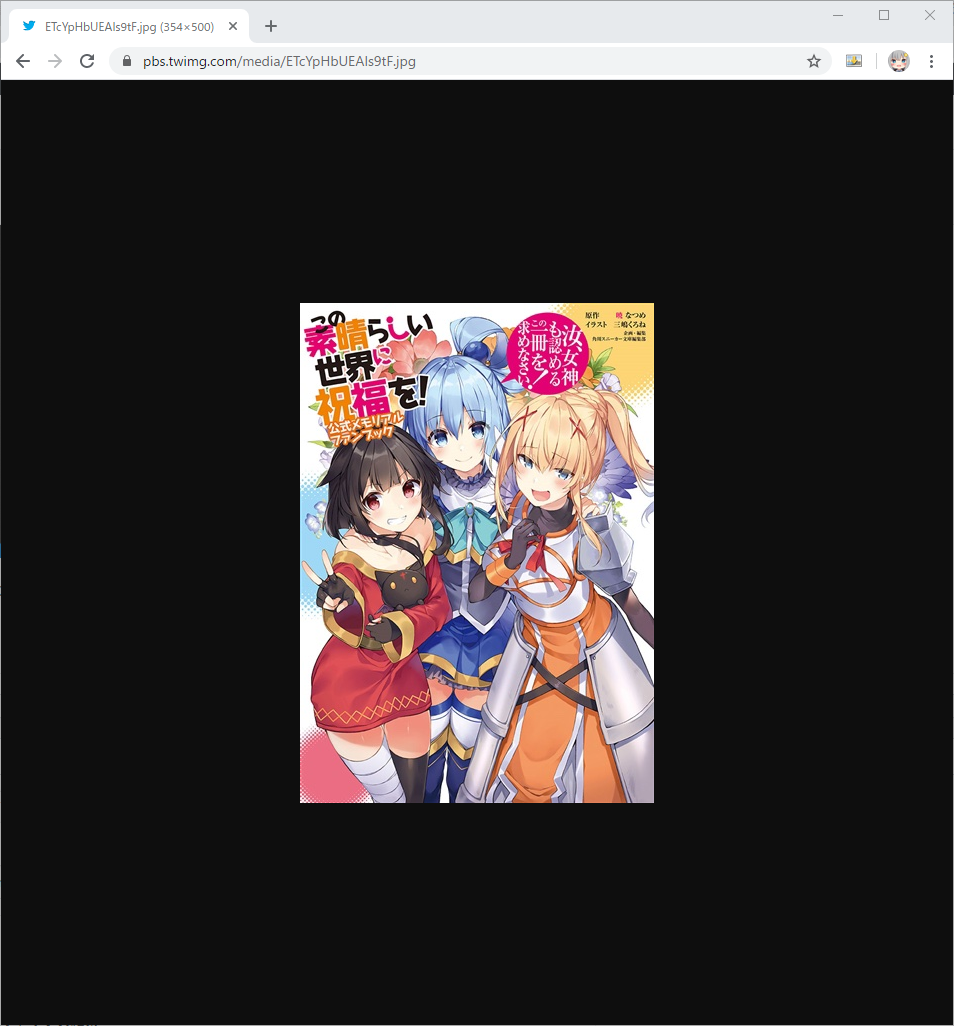 ETcYpHbUEAIs9tF.jpg (354×500)
pbs.twimg.com/media/ETcYpHbUEAIs9tF.jpg
この
素晴らしい
世界に
祝福を!
公式メモリアル
ファンブック
汝、女神
も認める
この一冊を
求めなさい!
原作 暁 なつめ
イラスト 三嶋くろね
企画・編集
角川スニーカー文庫編集部